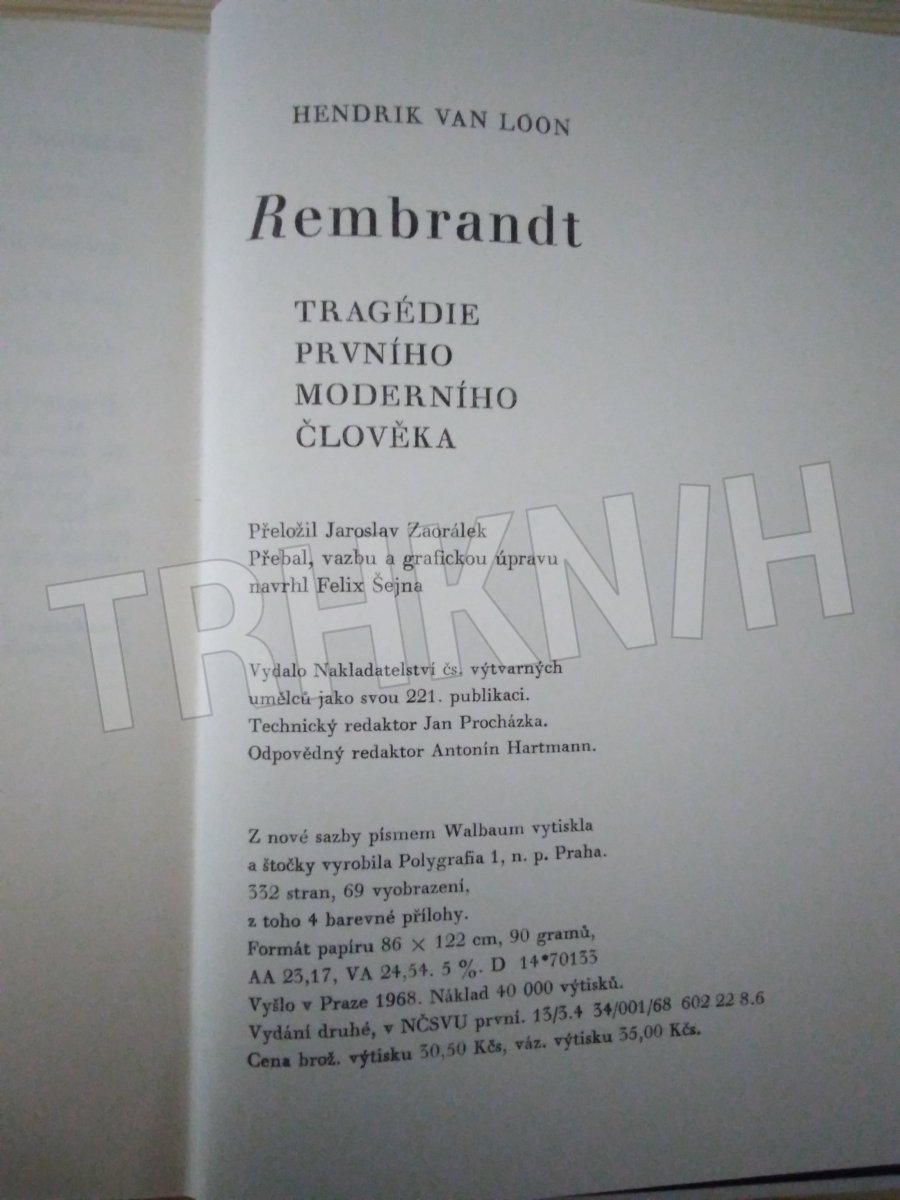 HENDRIK VAN LOON
Rembrandt
TRAGÉDIE
PRVNÍHO
MODERNÍHO
ČLOVĚKA
Přeložil Jaroslav Zaorálek
Přebal, vazbu a grafickou úpravu
navrhl Felix Šejna
TRHKNIH
Vydalo Nakladatelství čs. výtvarných
umělců jako svou 221. publikaci.
Technický redaktor Jan Procházka.
Odpovědný redaktor Antonín Hartmann.
Z nové sazby písmem Walbaum vytiskla
a štočky vyrobila Polygrafia 1, n. p. Praha.
332 stran, 69 vyobrazení,
z toho 4 barevné přílohy.
Formát papíru 86 × 122 cm, 90 gramů,
AA 23,17, VA 24,54. 5 %. D 14*70133
Vyšlo v Praze 1968. Náklad 40 000 výtisků.
Vydání druhé, v NČSVU první. 13/3.4 34/001/68 602 22 8.6
Cena brož. výtisku 30,50 Kčs, váz. výtisku 35,00 Kčs.